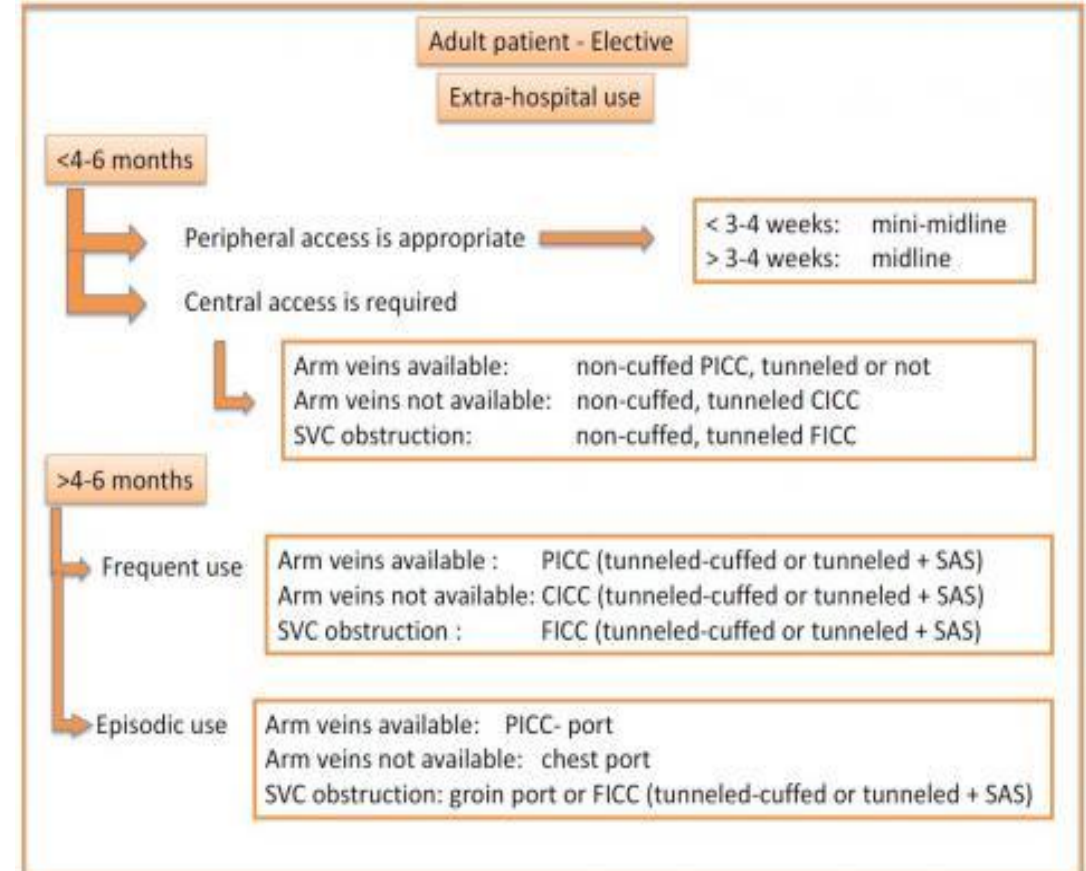 Adult patient - Elective
Extra-hospital use
<4-6 months
Peripheral access is appropriate
< 3-4 weeks: mini-midline
> 3-4 weeks: midline
Central access is required
Arm veins available: non-cuffed PICC, tunneled or not
Arm veins not available: non-cuffed, tunneled CICC
SVC obstruction: non-cuffed, tunneled FICC
>4-6 months
Frequent use
Arm veins available : PICC (tunneled-cuffed or tunneled + SAS)
Arm veins not available: CICC (tunneled-cuffed or tunneled + SAS)
SVC obstruction : FICC (tunneled-cuffed or tunneled + SAS)
Episodic use
Arm veins available: PICC- port
Arm veins not available: chest port
SVC obstruction: groin port or FICC (tunneled-cuffed or tunneled + SAS)